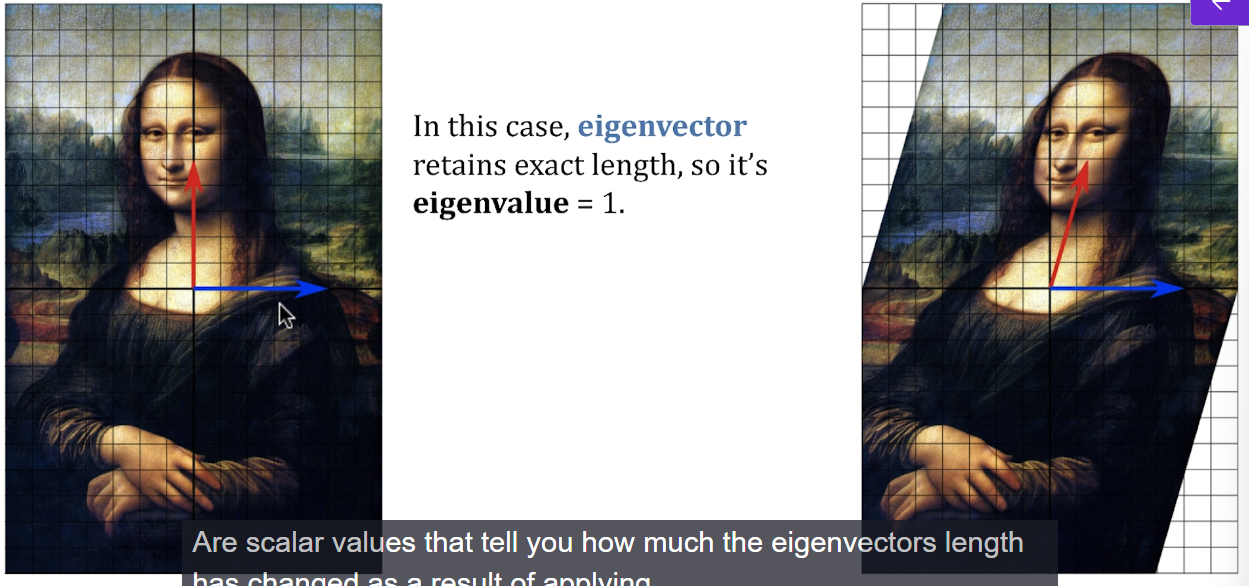 In this case, eigenvector
retains exact length, so it’s
eigenvalue = 1.
Are scalar values that tell you how much the eigenvectors length
has changed as a result of applying